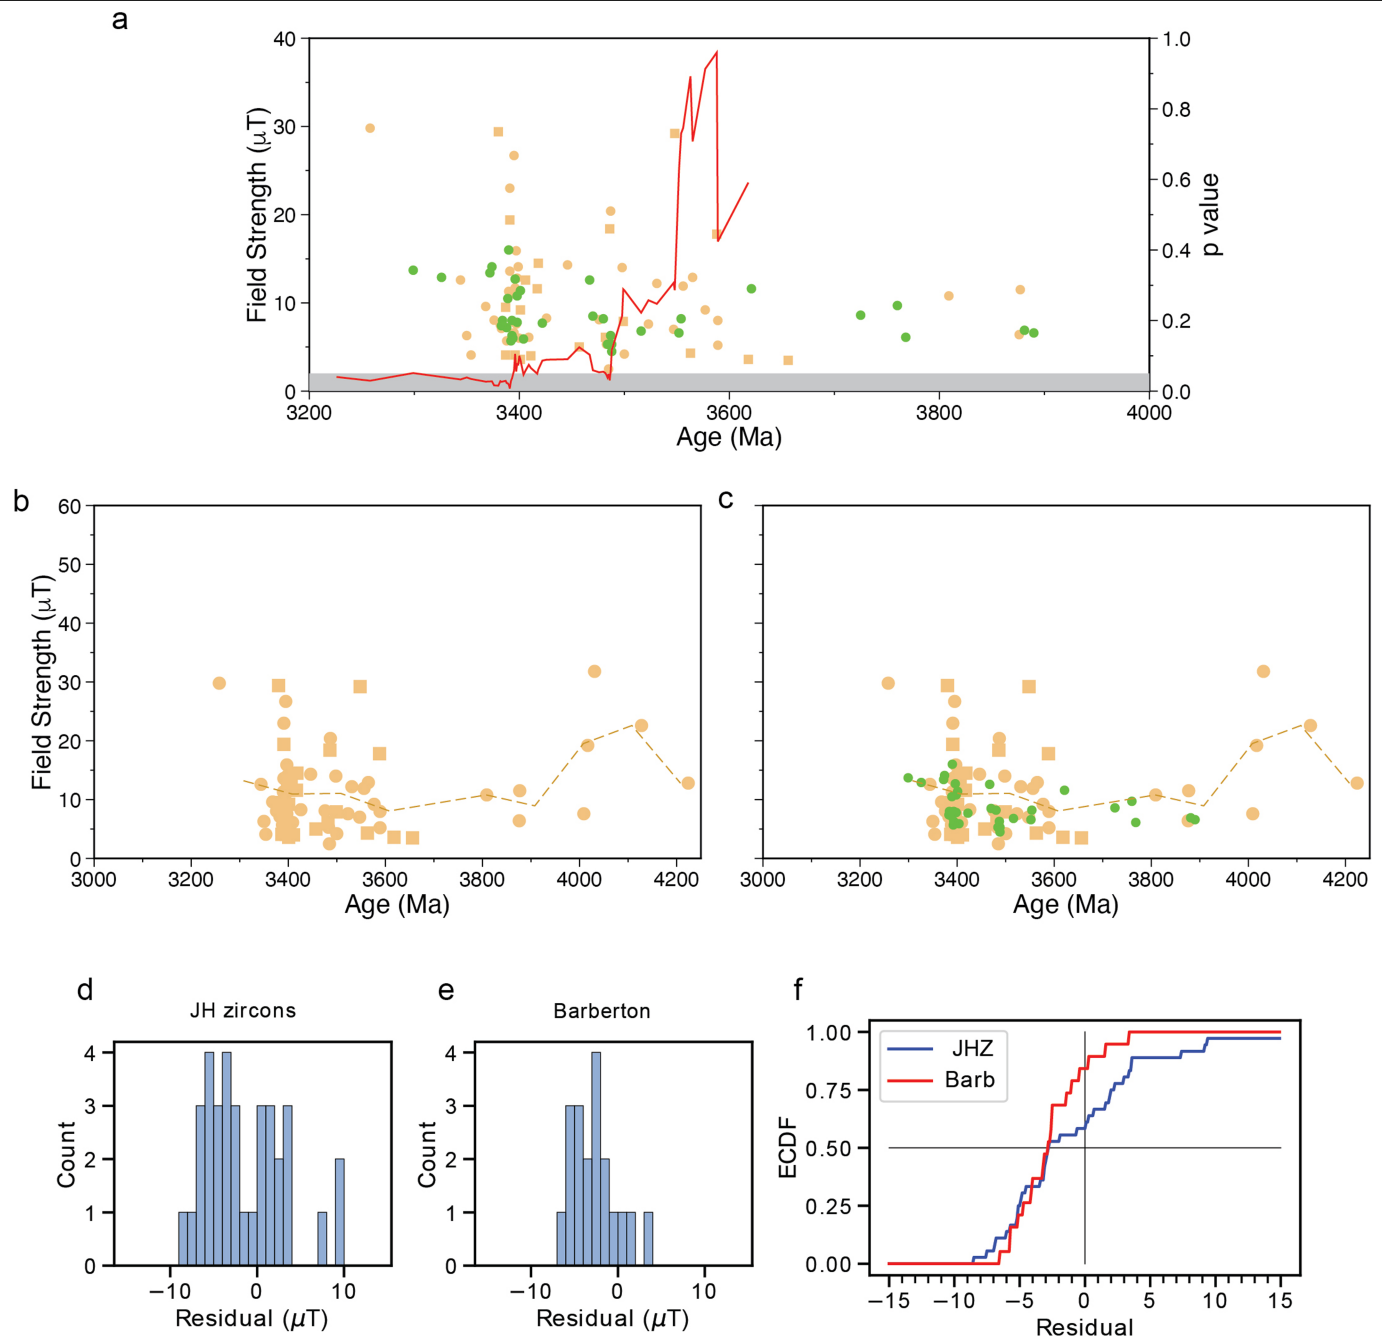 a
40
30
20
10
0
Field Strength (μT)
1.0
0.8
0.6
0.4
0.2
0.0
p value
3200 3400 3600 3800 4000
Age (Ma)
b
60
50
40
30
20
10
0
Field Strength (μT)
3000 3200 3400 3600 3800 4000 4200
Age (Ma)
c
3000 3200 3400 3600 3800 4000 4200
Age (Ma)
d
JH zircons
4
3
2
1
0
Count
−10 0 10
Residual (μT)
e
Barberton
4
3
2
1
0
Count
−10 0 10
Residual (μT)
f
1.00
0.75
0.50
0.25
0.00
ECDF
JHZ
Barb
−15 −10 −5 0 5 10 15
Residual